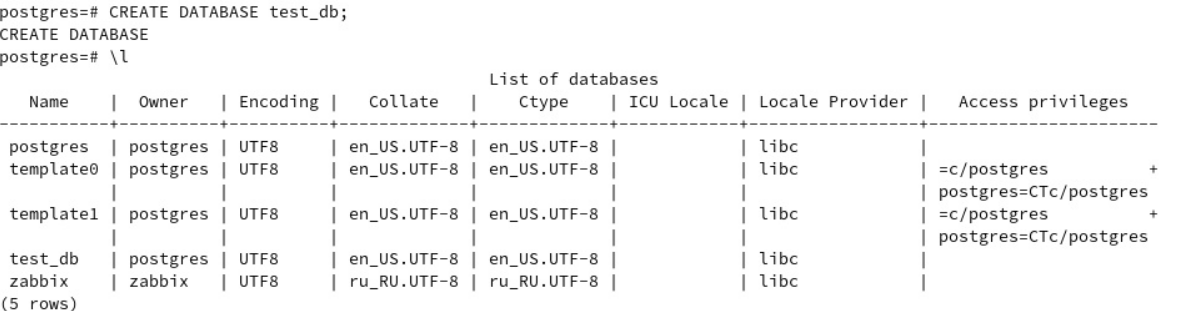 postgres=# CREATE DATABASE test_db;
CREATE DATABASE
postgres=# \l
                                              List of databases
   Name    |  Owner   | Encoding |   Collate   |    Ctype    | ICU Locale | Locale Provider |   Access privileges
-----------+----------+----------+-------------+-------------+------------+-----------------+-----------------------
 postgres  | postgres | UTF8     | en_US.UTF-8 | en_US.UTF-8 |            | libc            |
 template0 | postgres | UTF8     | en_US.UTF-8 | en_US.UTF-8 |            | libc            | =c/postgres          +
           |          |          |             |             |            |                 | postgres=CTc/postgres
 template1 | postgres | UTF8     | en_US.UTF-8 | en_US.UTF-8 |            | libc            | =c/postgres          +
           |          |          |             |             |            |                 | postgres=CTc/postgres
 test_db   | postgres | UTF8     | en_US.UTF-8 | en_US.UTF-8 |            | libc            |
 zabbix    | zabbix   | UTF8     | ru_RU.UTF-8 | ru_RU.UTF-8 |            | libc            |
(5 rows)